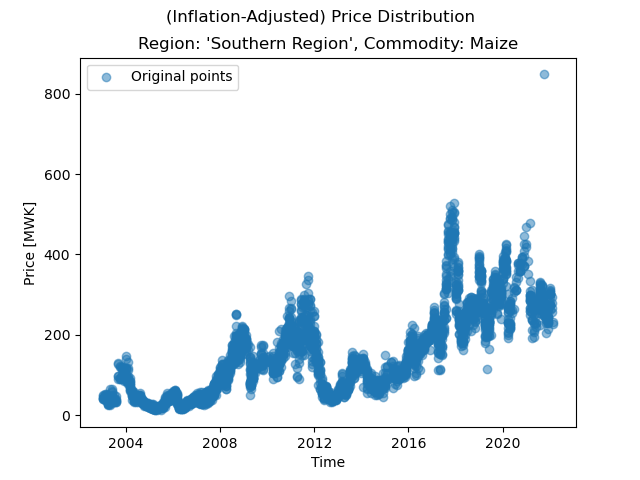 (Inflation-Adjusted) Price Distribution
Region: 'Southern Region', Commodity: Maize
Original points
Price [MWK]
800
600
400
200
0
2004
2008
2012
2016
2020
Time